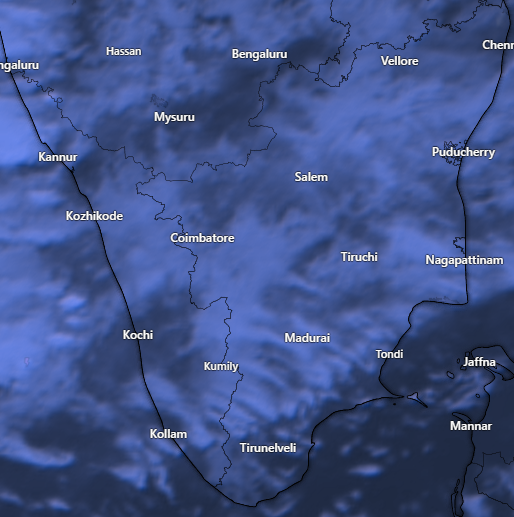 Hassan
Bengaluru
Chenn
ngaluru
Vellore
Mysuru
Kannur
Puducherry
Salem
Kozhikode
Coimbatore
Tiruchi
Nagapattinam
Kochi
Madurai
Tondi
Kumily
Jaffna
Mannar
Kollam
Tirunelveli